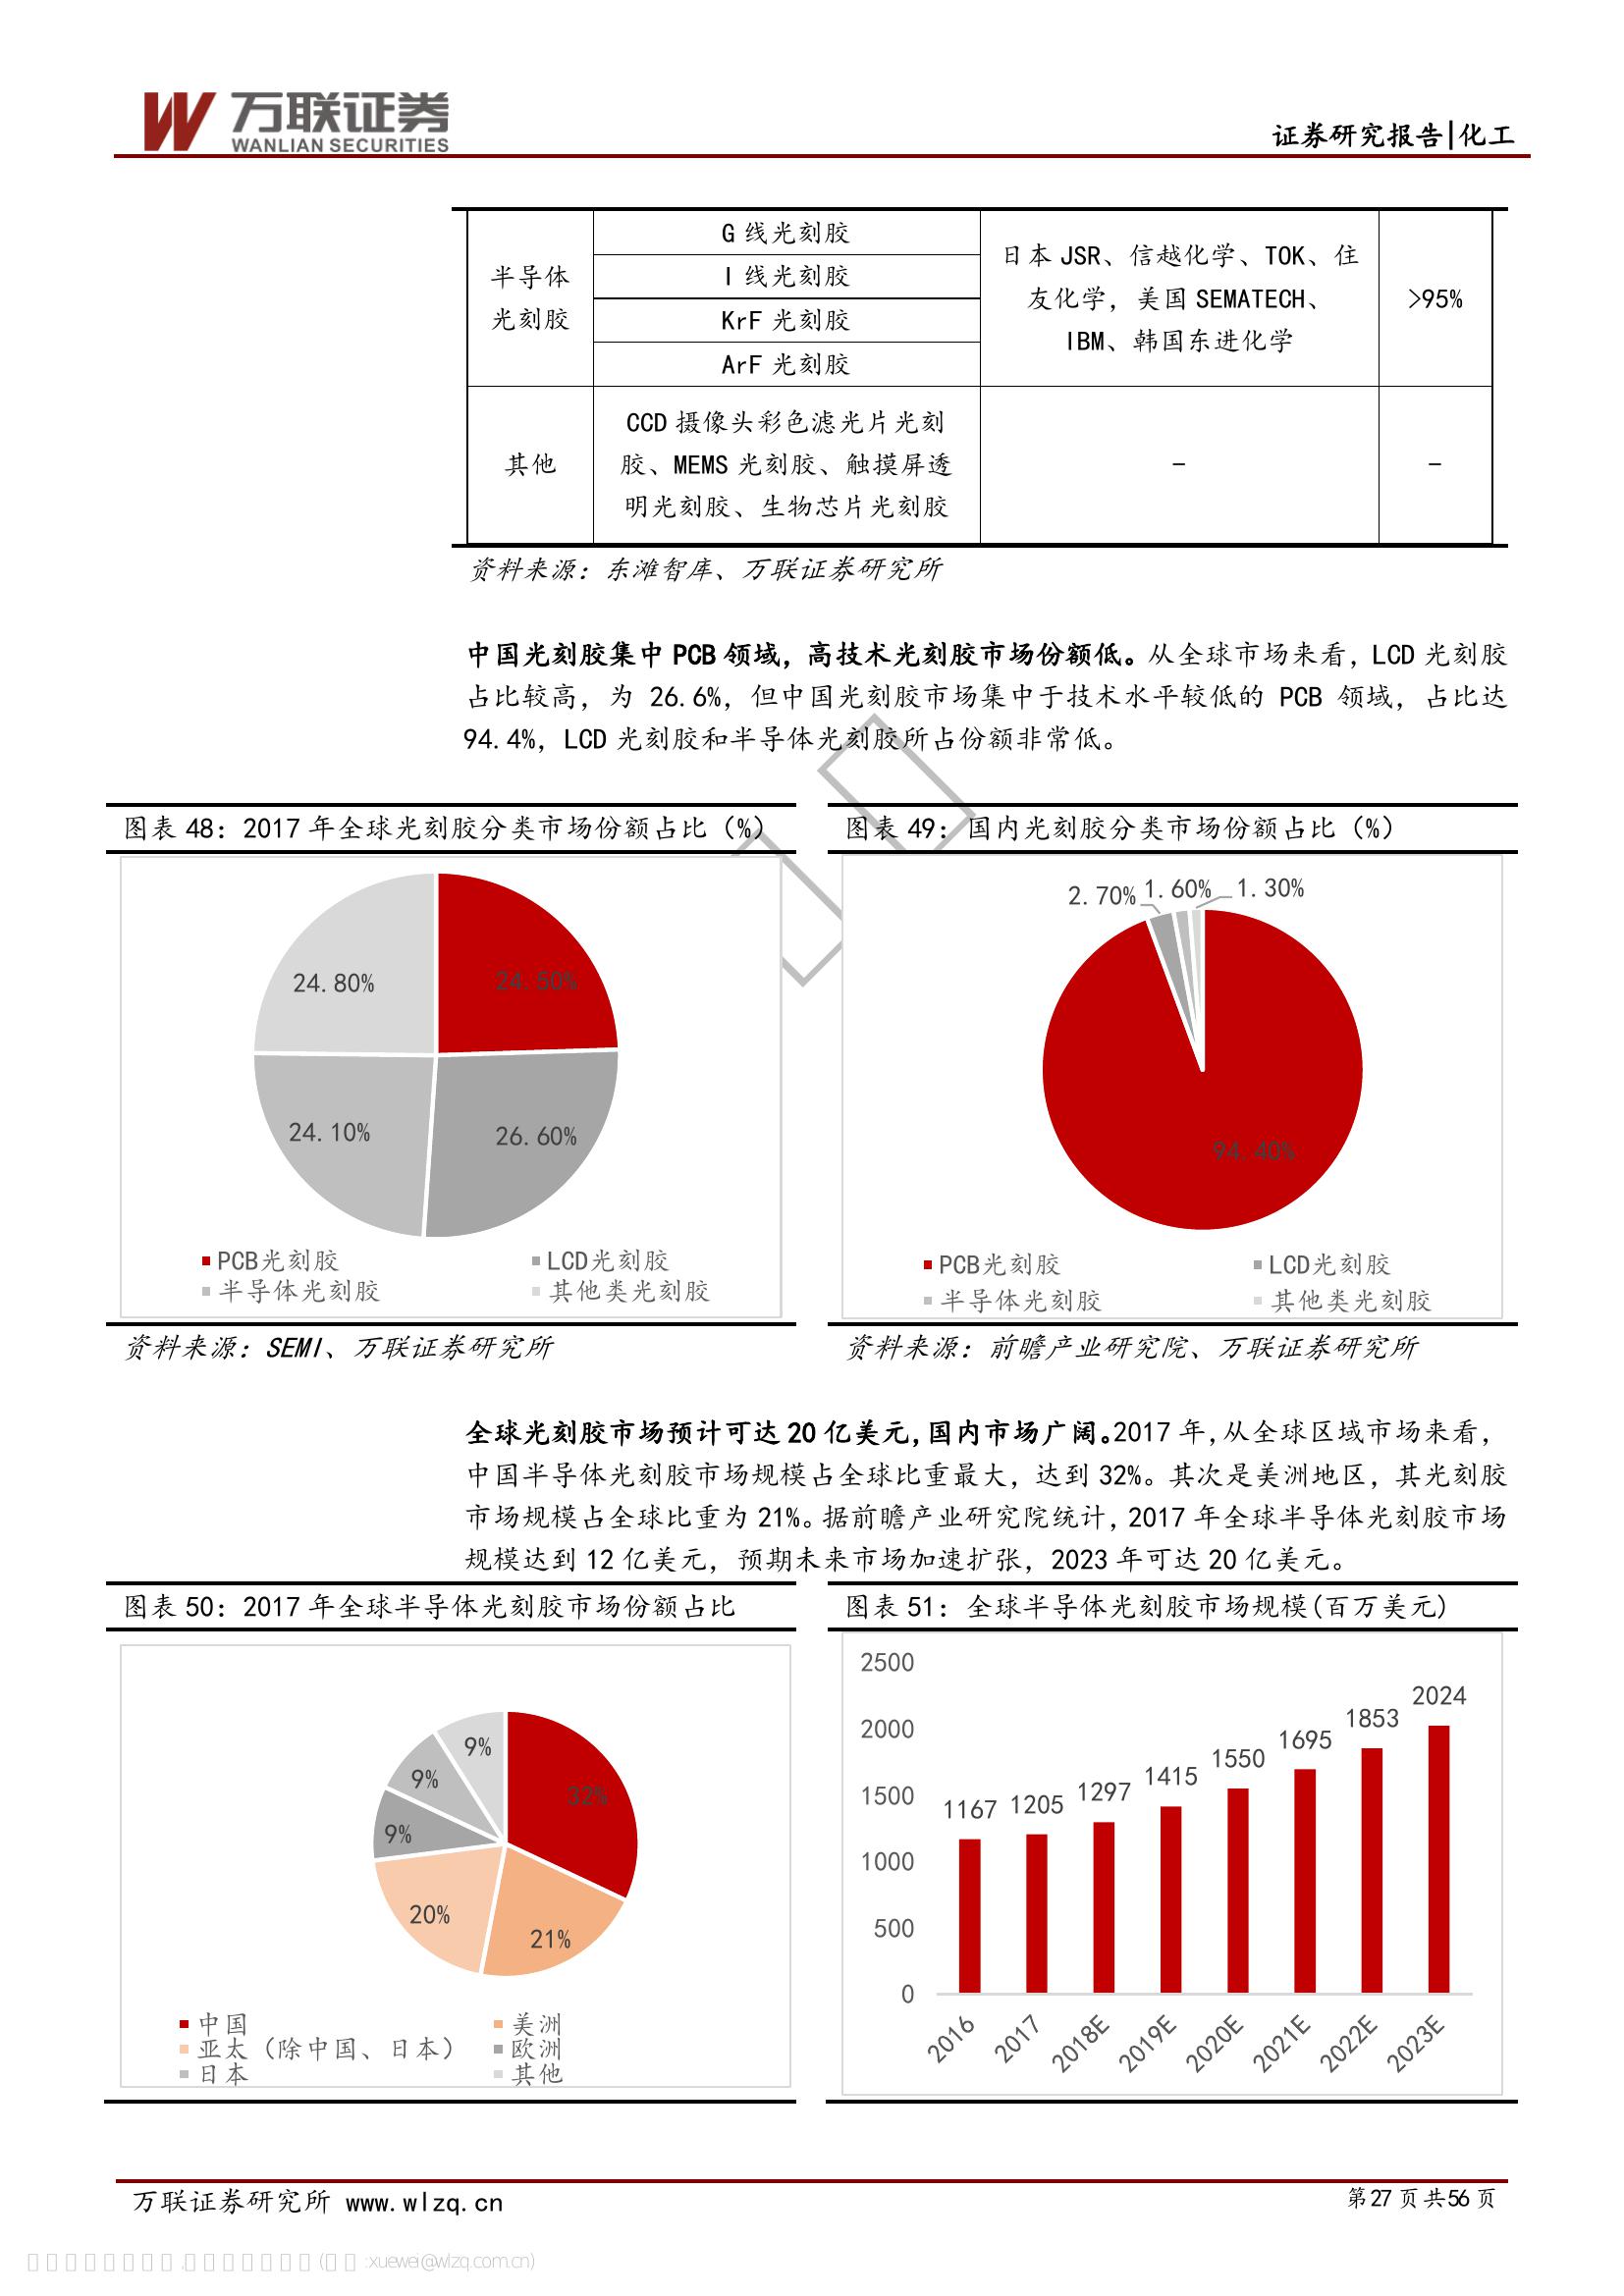 万联证券
WANLIAN SECURITIES
证券研究报告|化工
半导体
光刻胶
G 线光刻胶
I 线光刻胶
KrF 光刻胶
ArF 光刻胶
日本 JSR、信越化学、TOK、住
友化学，美国 SEMATECH、
IBM、韩国东进化学
>95%
其他
CCD 摄像头彩色滤光片光刻
胶、MEMS 光刻胶、触摸屏透
明光刻胶、生物芯片光刻胶
-
-
资料来源：东滩智库、万联证券研究所
中国光刻胶集中 PCB 领域，高技术光刻胶市场份额低。从全球市场来看，LCD 光刻胶
占比较高，为 26.6%，但中国光刻胶市场集中于技术水平较低的 PCB 领域，占比达
94.4%，LCD 光刻胶和半导体光刻胶所占份额非常低。
图表 48：2017 年全球光刻胶分类市场份额占比（%）
24.80%
24.50%
24.10%
26.60%
PCB光刻胶
LCD光刻胶
半导体光刻胶
其他类光刻胶
资料来源：SEMI、万联证券研究所
图表 49：国内光刻胶分类市场份额占比（%）
2.70%
1.60%
1.30%
94.40%
PCB光刻胶
LCD光刻胶
半导体光刻胶
其他类光刻胶
资料来源：前瞻产业研究院、万联证券研究所
全球光刻胶市场预计可达 20 亿美元，国内市场广阔。2017 年，从全球区域市场来看，
中国半导体光刻胶市场规模占全球比重最大，达到 32%。其次是美洲地区，其光刻胶
市场规模占全球比重为 21%。据前瞻产业研究院统计，2017 年全球半导体光刻胶市场
规模达到 12 亿美元，预期未来市场加速扩张，2023 年可达 20 亿美元。
图表 50：2017 年全球半导体光刻胶市场份额占比
9%
9%
32%
9%
20%
21%
中国
美洲
亚太（除中国、日本）
欧洲
日本
其他
图表 51：全球半导体光刻胶市场规模(百万美元)
2500
2000
1500
1000
500
0
1167
1205
1297
1415
1550
1695
1853
2024
2016
2017
2018E
2019E
2020E
2021E
2022E
2023E
万联证券研究所 www.wlzq.cn
第27 页 共56 页
:xuewei@wlzq.com.cn)